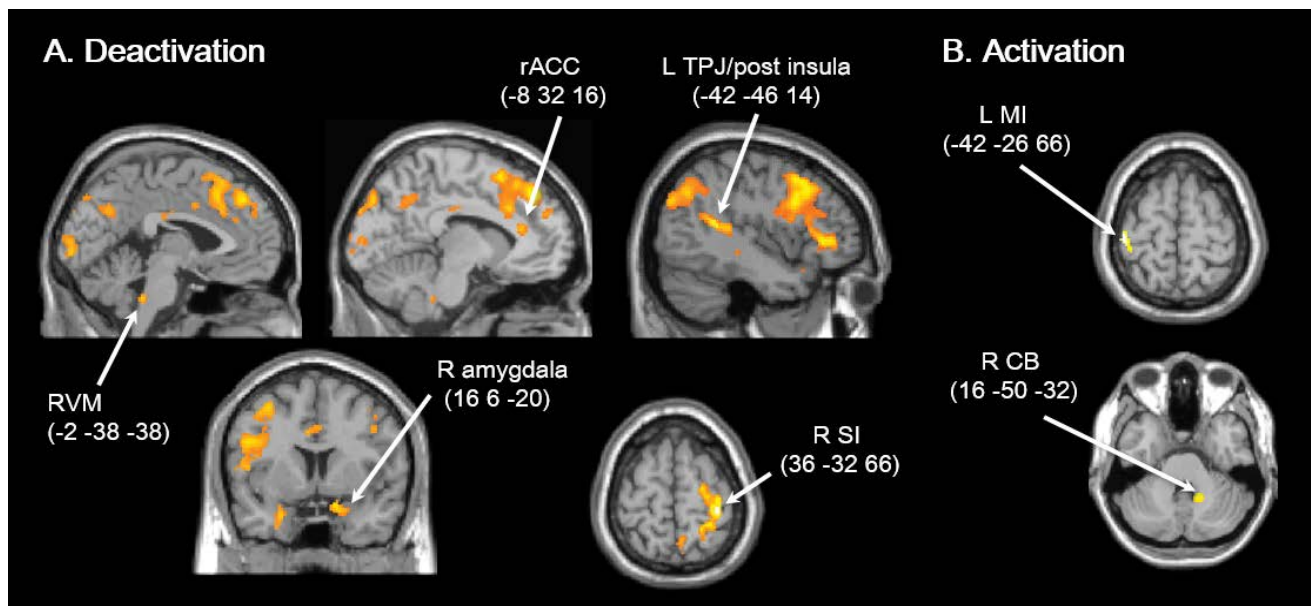 A. Deactivation
rACC
(-8 32 16)
L TPJ/post insula
(-42 -46 14)
RVM
(-2 -38 -38)
R amygdala
(16 6 -20)
R SI
(36 -32 66)
B. Activation
L MI
(-42 -26 66)
R CB
(16 -50 -32)